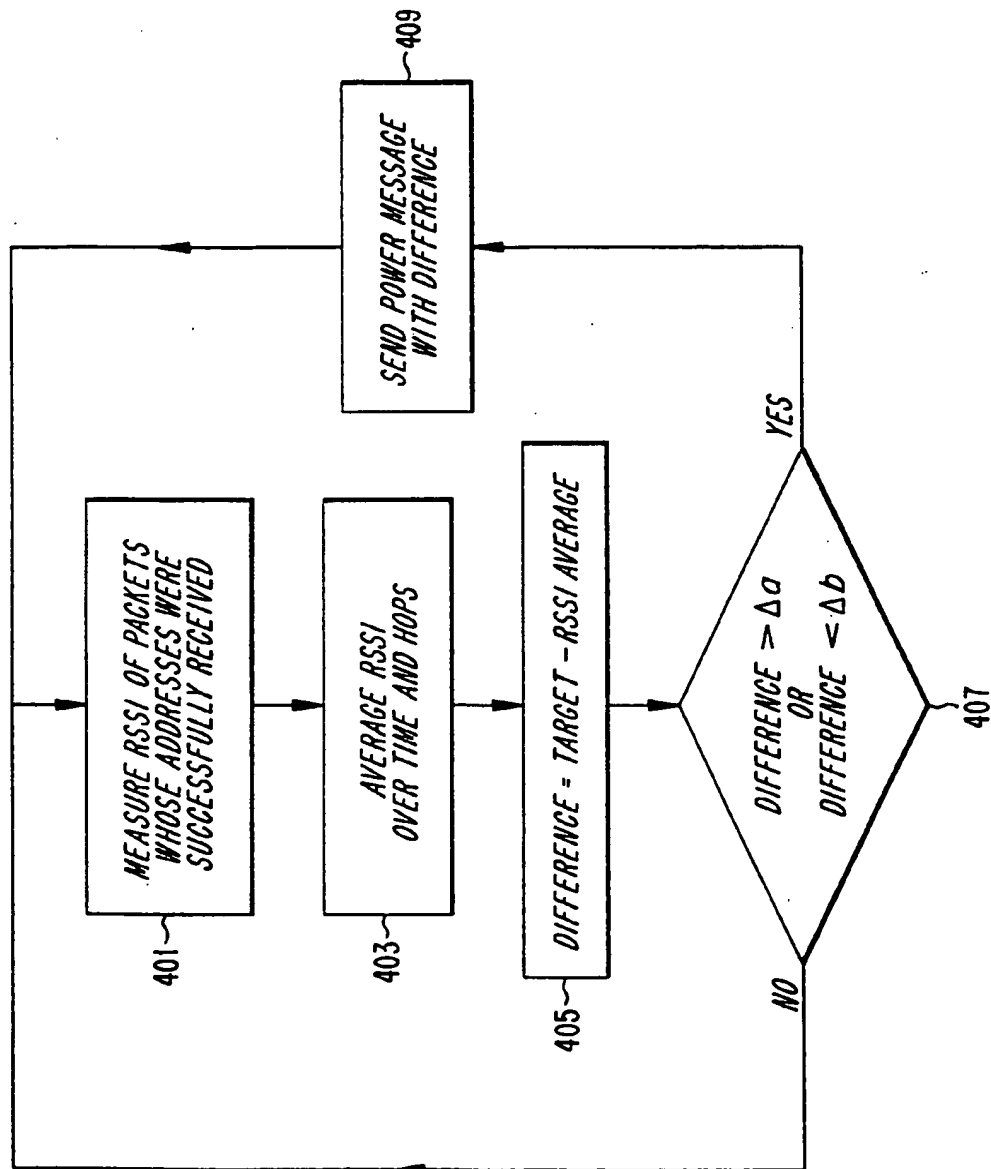 MEASURE RSSI OF PACKETS
WHOSE ADDRESSES WERE
SUCCESSFULLY RECEIVED
401
AVERAGE RSSI
OVER TIME AND HOPS
403
DIFFERENCE = TARGET - RSSI AVERAGE
405
DIFFERENCE > Δa
OR
DIFFERENCE < Δb
407
NO
YES
SEND POWER MESSAGE
WITH DIFFERENCE
409